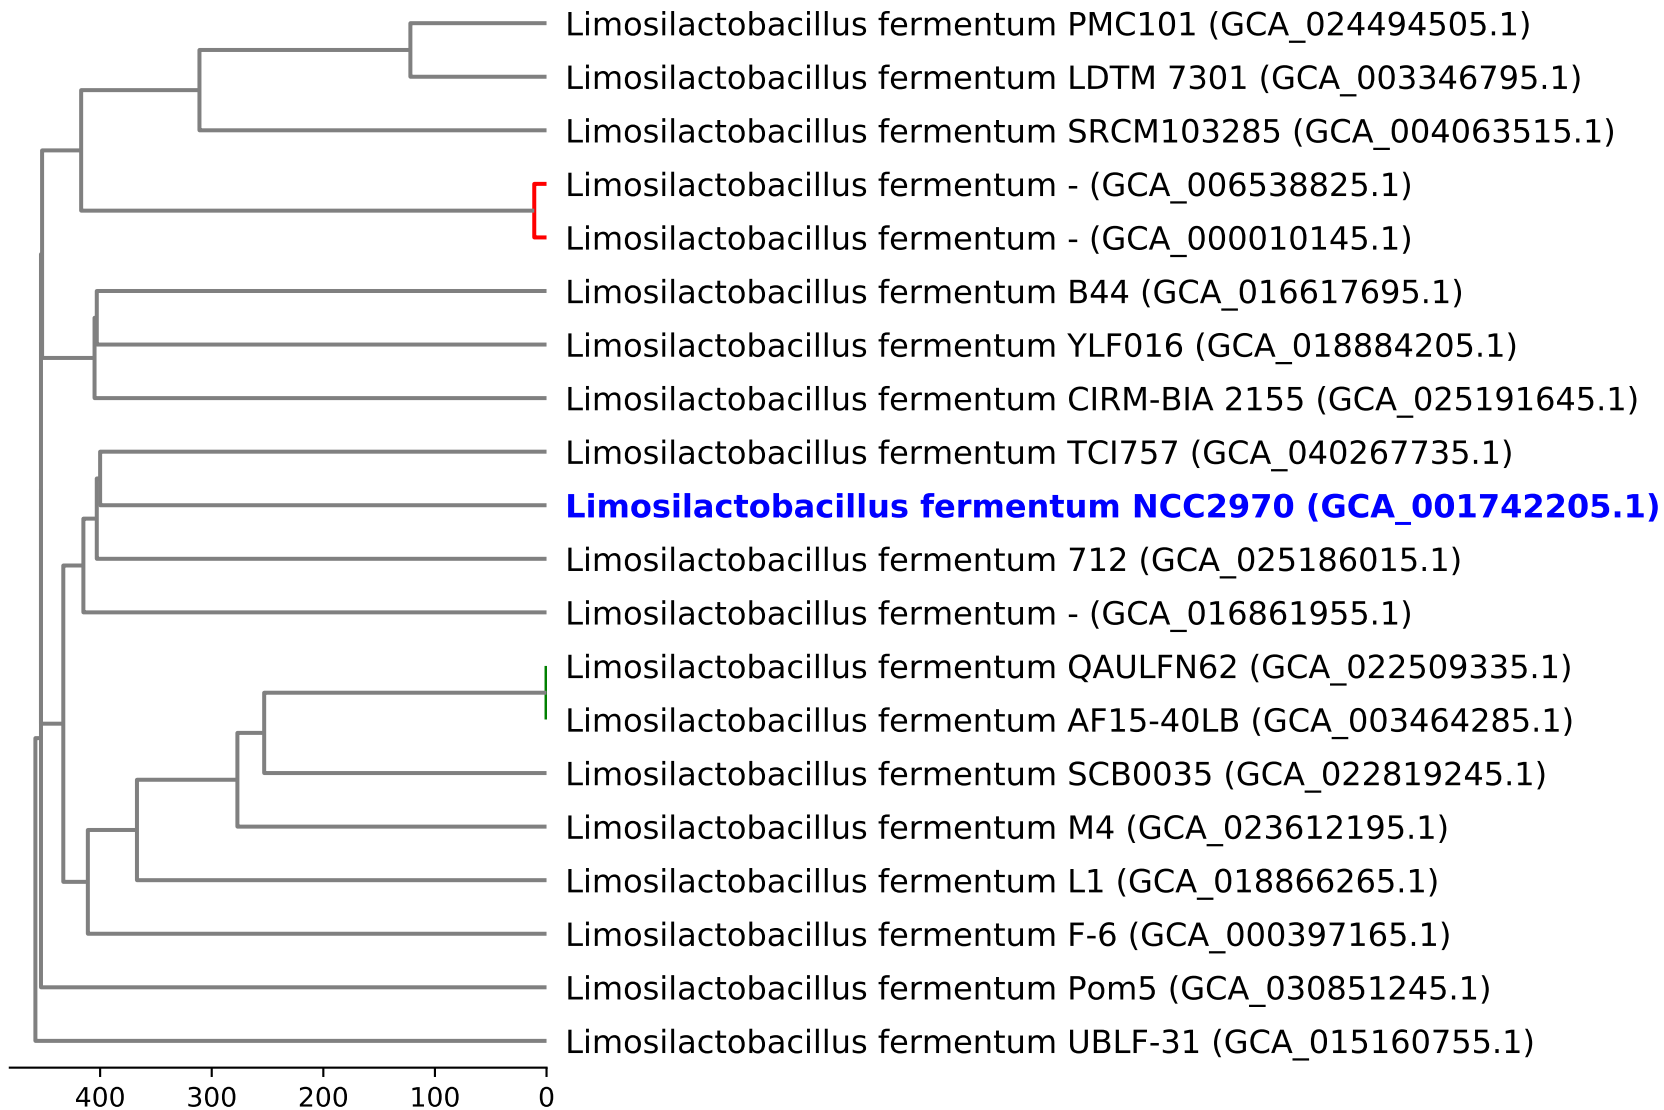 Limosilactobacillus fermentum PMC101 (GCA_024494505.1)
Limosilactobacillus fermentum LDTM 7301 (GCA_003346795.1)
Limosilactobacillus fermentum SRCM103285 (GCA_004063515.1)
Limosilactobacillus fermentum - (GCA_006538825.1)
Limosilactobacillus fermentum - (GCA_000010145.1)
Limosilactobacillus fermentum B44 (GCA_016617695.1)
Limosilactobacillus fermentum YLF016 (GCA_018884205.1)
Limosilactobacillus fermentum CIRM-BIA 2155 (GCA_025191645.1)
Limosilactobacillus fermentum TCI757 (GCA_040267735.1)
Limosilactobacillus fermentum NCC2970 (GCA_001742205.1)
Limosilactobacillus fermentum 712 (GCA_025186015.1)
Limosilactobacillus fermentum - (GCA_016861955.1)
Limosilactobacillus fermentum QAULFN62 (GCA_022509335.1)
Limosilactobacillus fermentum AF15-40LB (GCA_003464285.1)
Limosilactobacillus fermentum SCB0035 (GCA_022819245.1)
Limosilactobacillus fermentum M4 (GCA_023612195.1)
Limosilactobacillus fermentum L1 (GCA_018866265.1)
Limosilactobacillus fermentum F-6 (GCA_000397165.1)
Limosilactobacillus fermentum Pom5 (GCA_030851245.1)
Limosilactobacillus fermentum UBLF-31 (GCA_015160755.1)
400 300 200 100 0